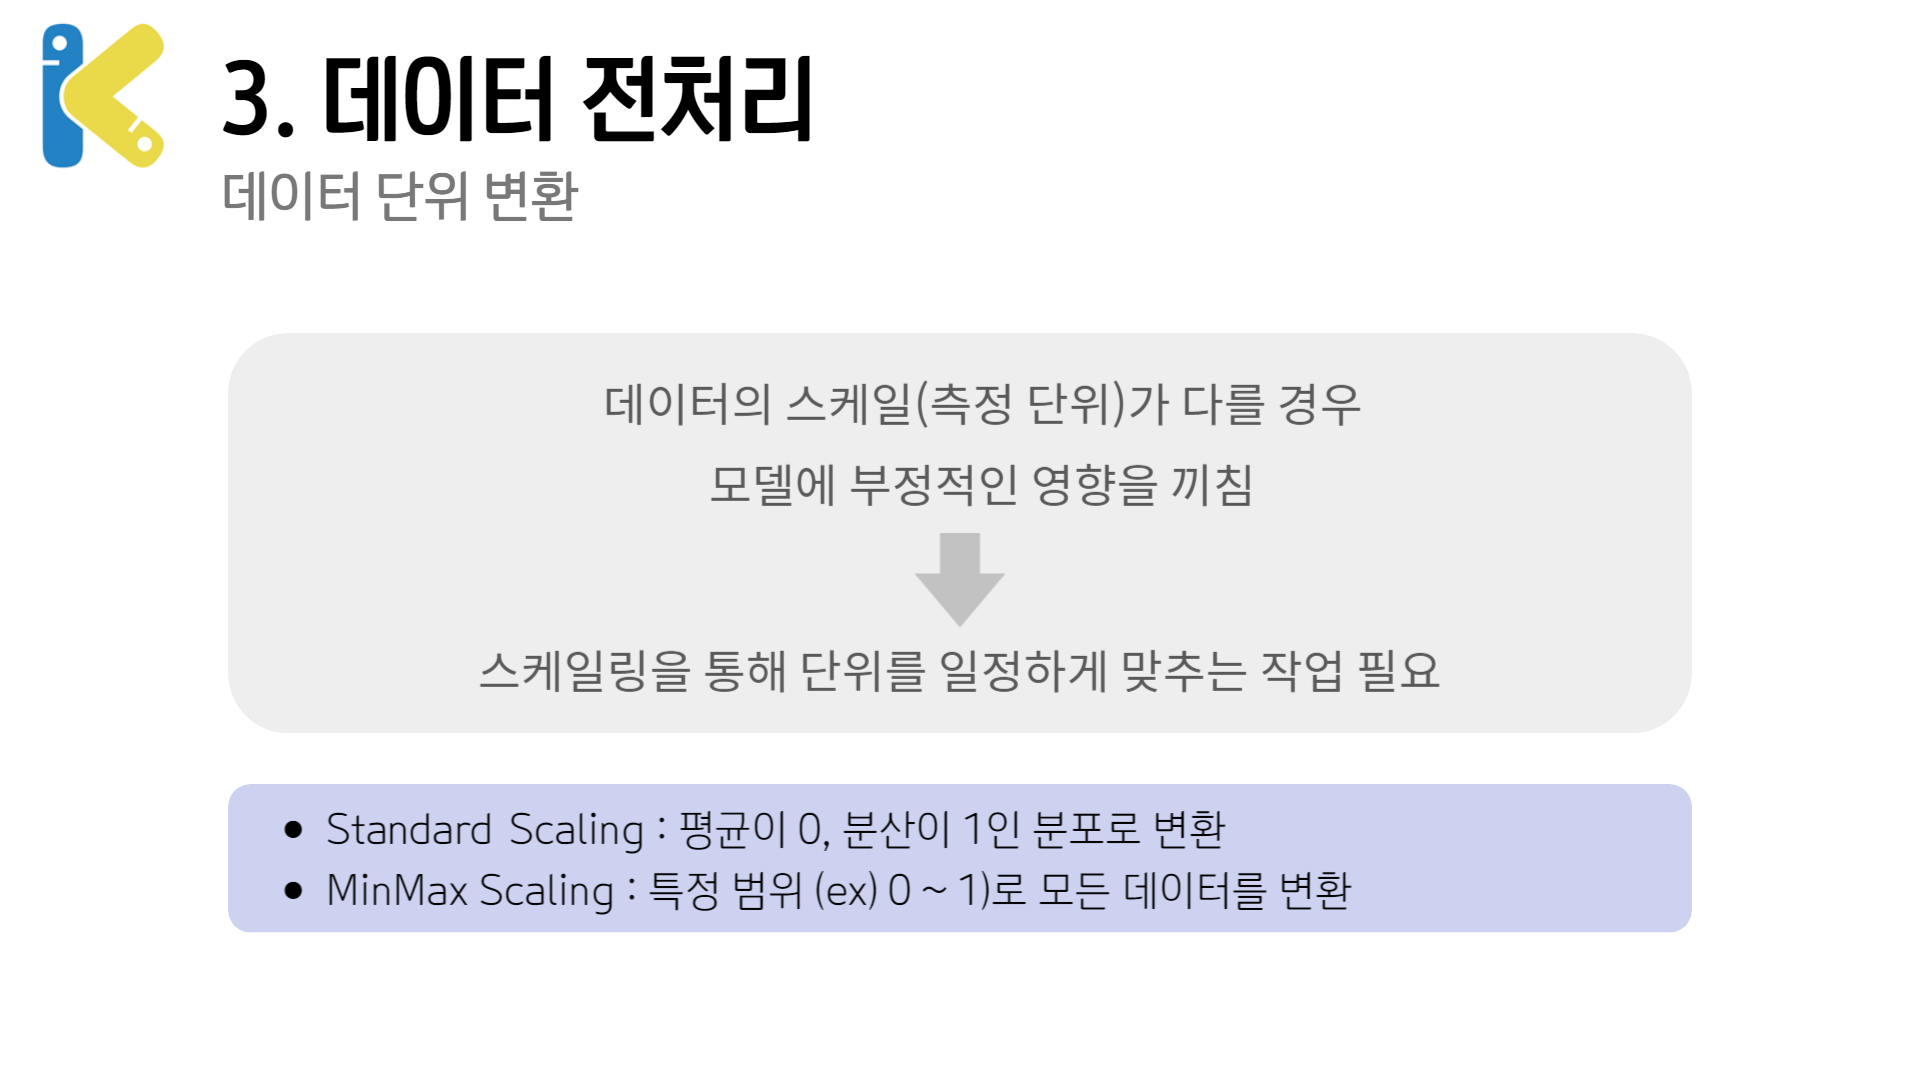 3. 데이터 전처리
데이터 단위 변환
데이터의 스케일(측정 단위)가 다를 경우
모델에 부정적인 영향을 끼침
스케일링을 통해 단위를 일정하게 맞추는 작업 필요
• Standard Scaling : 평균이 0, 분산이 1인 분포로 변환
• MinMax Scaling : 특정 범위 (ex) 0 ~ 1)로 모든 데이터를 변환